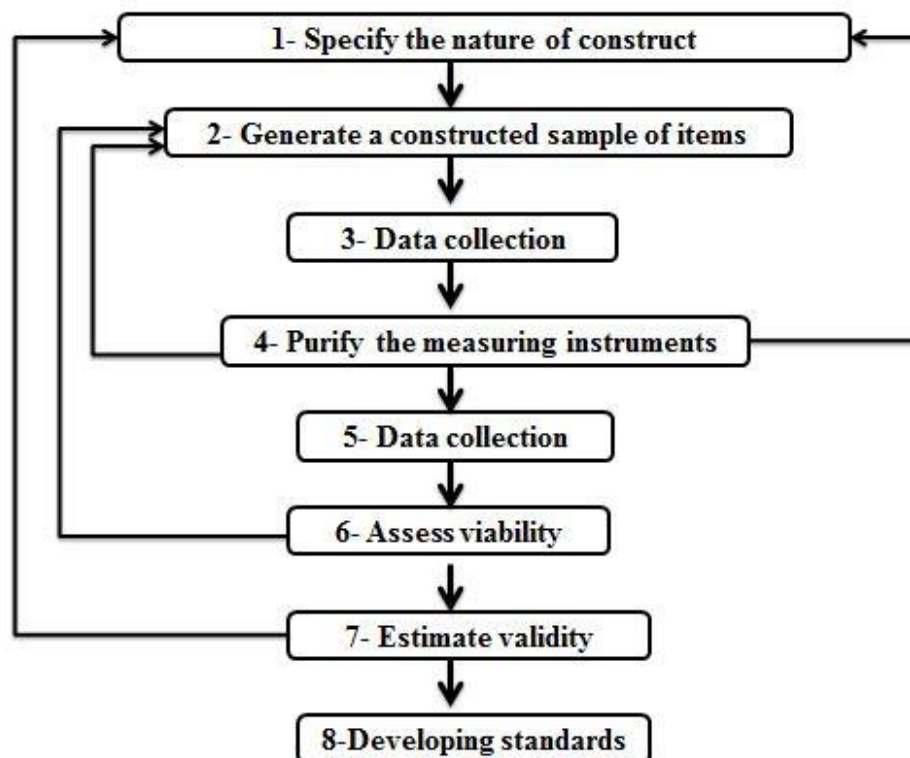 1- Specify the nature of construct
2- Generate a constructed sample of items
3- Data collection
4- Purify the measuring instruments
5- Data collection
6- Assess viability
7- Estimate validity
8-Developing standards